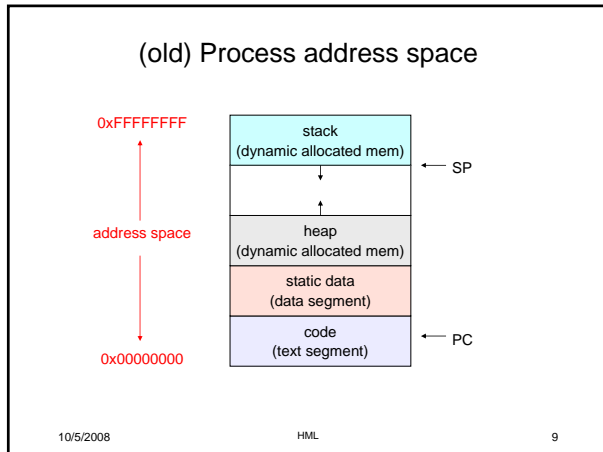 (old) Process address space
0xFFFFFFFF
stack
(dynamic allocated mem)
SP
address space
heap
(dynamic allocated mem)
static data
(data segment)
code
(text segment)
PC
0x00000000
10/5/2008 HML 9